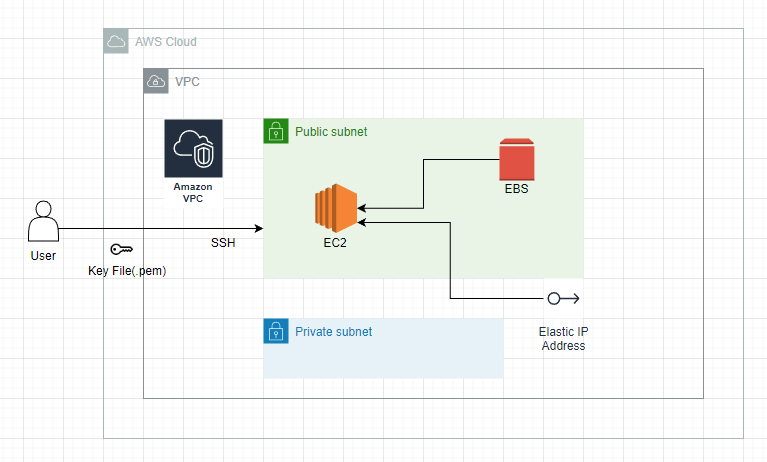 AWS Cloud
VPC
Public subnet
Amazon
VPC
EBS
EC2
SSH
User
Key File(.pem)
Private subnet
Elastic IP
Address